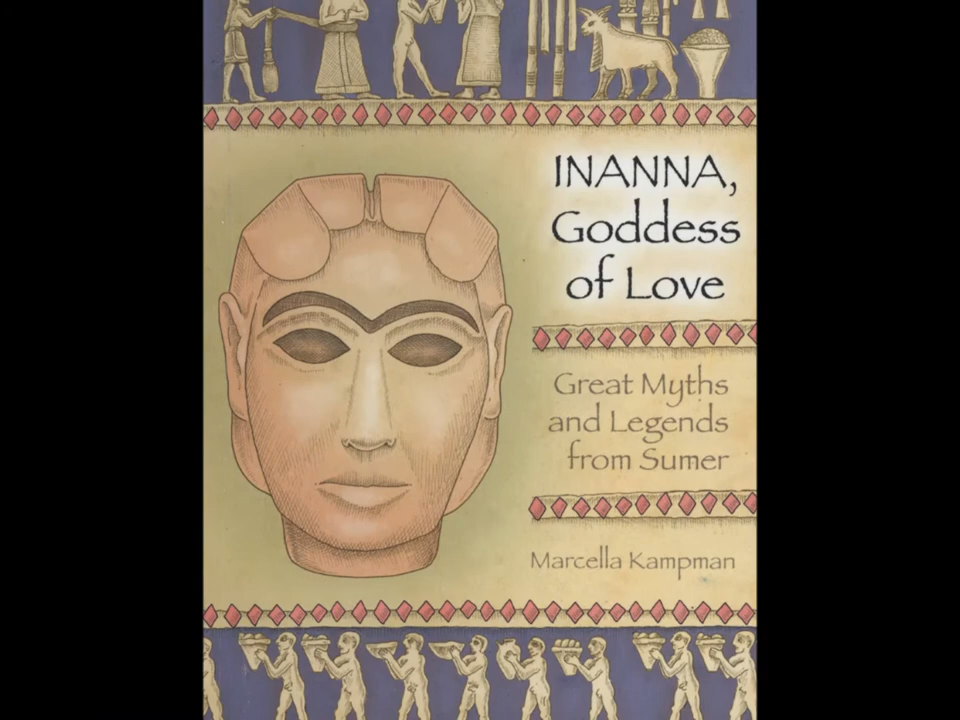 INANNA,
Goddess
of Love
Great Myths
and Legends
from Sumer
Marcella Kampman